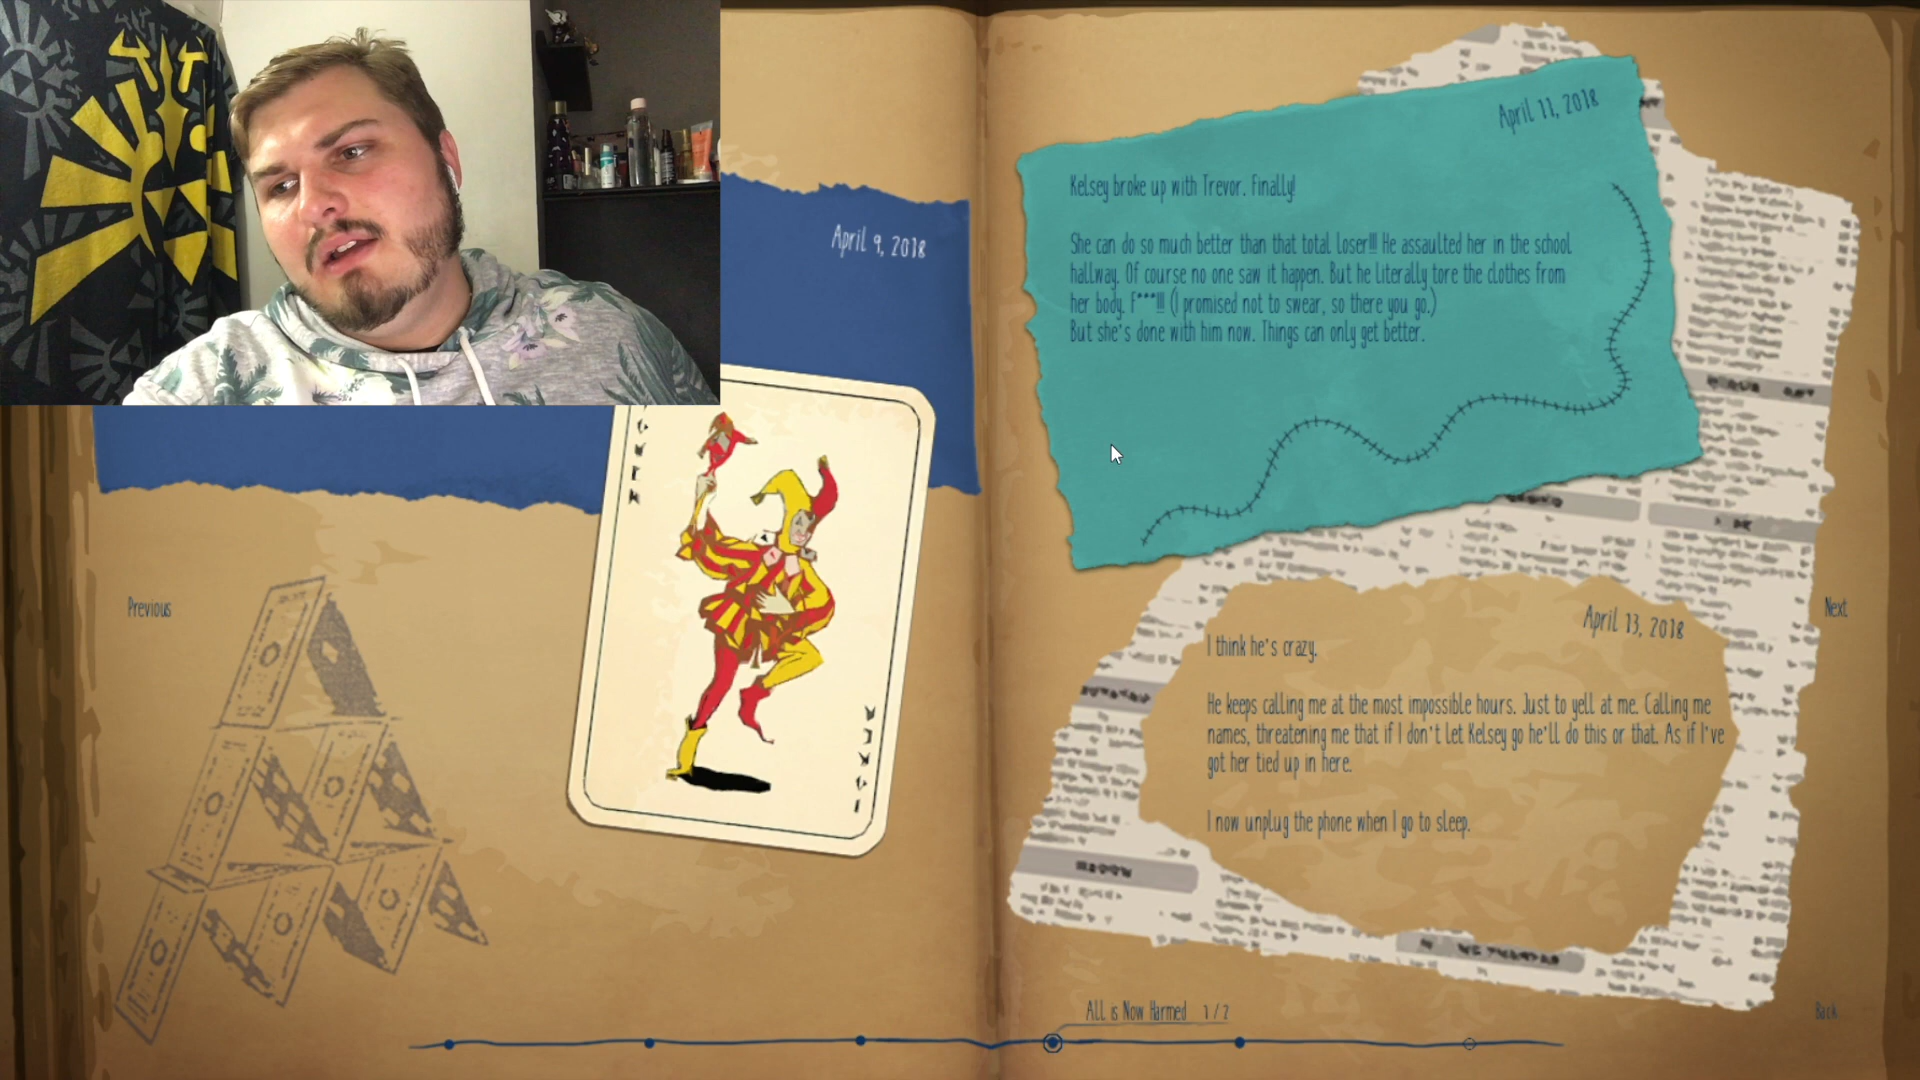 April 9, 2018
JOKER
JOKER
Previous
April 11, 2018
Kelsey broke up with Trevor. Finally!
She can do so much better than that total loser!!! He assaulted her in the school
hallway. Of course no one saw it happen. But he literally tore the clothes from
her body. F***!!! (I promised not to swear, so there you go.)
But she's done with him now. Things can only get better.
April 13, 2018
I think he's crazy.
He keeps calling me at the most impossible hours. Just to yell at me. Calling me
names, threatening me that if I don't let Kelsey go he'll do this or that. As if I've
got her tied up in here.
I now unplug the phone when I go to sleep.
Next
ALL is Now Harmed 1/2
Back